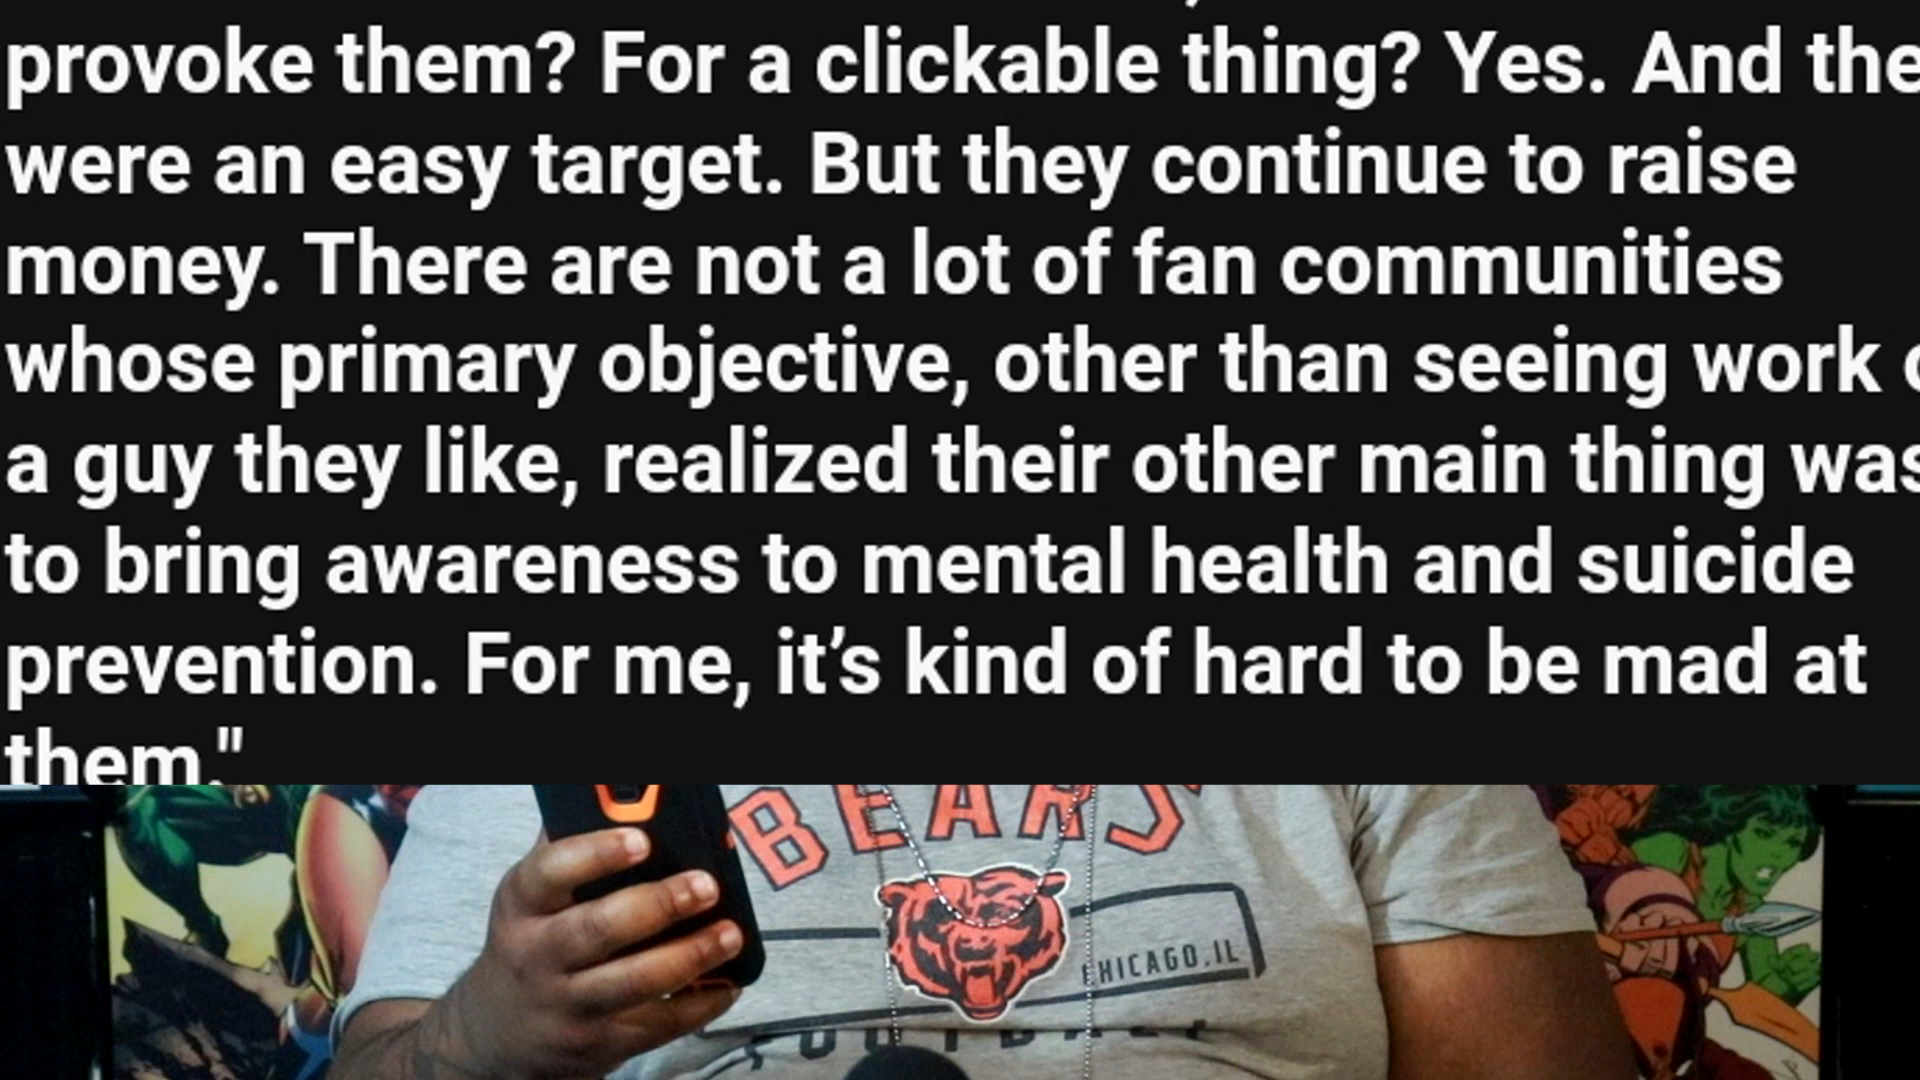 provoke them? For a clickable thing? Yes. And the
were an easy target. But they continue to raise
money. There are not a lot of fan communities
whose primary objective, other than seeing work
a guy they like, realized their other main thing was
to bring awareness to mental health and suicide
prevention. For me, it’s kind of hard to be mad at
them."
BEARS
CHICAGO, IL
FOOTBALL